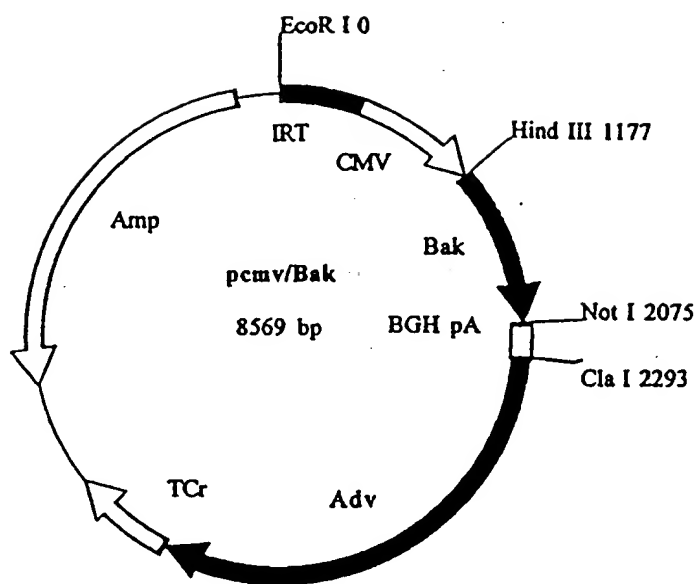 EcoR I 0
IRT
CMV
Hind III 1177
Amp
Bak
pcmv/Bak
8569 bp
BGH pA
Not I 2075
Cla I 2293
TCr
Adv